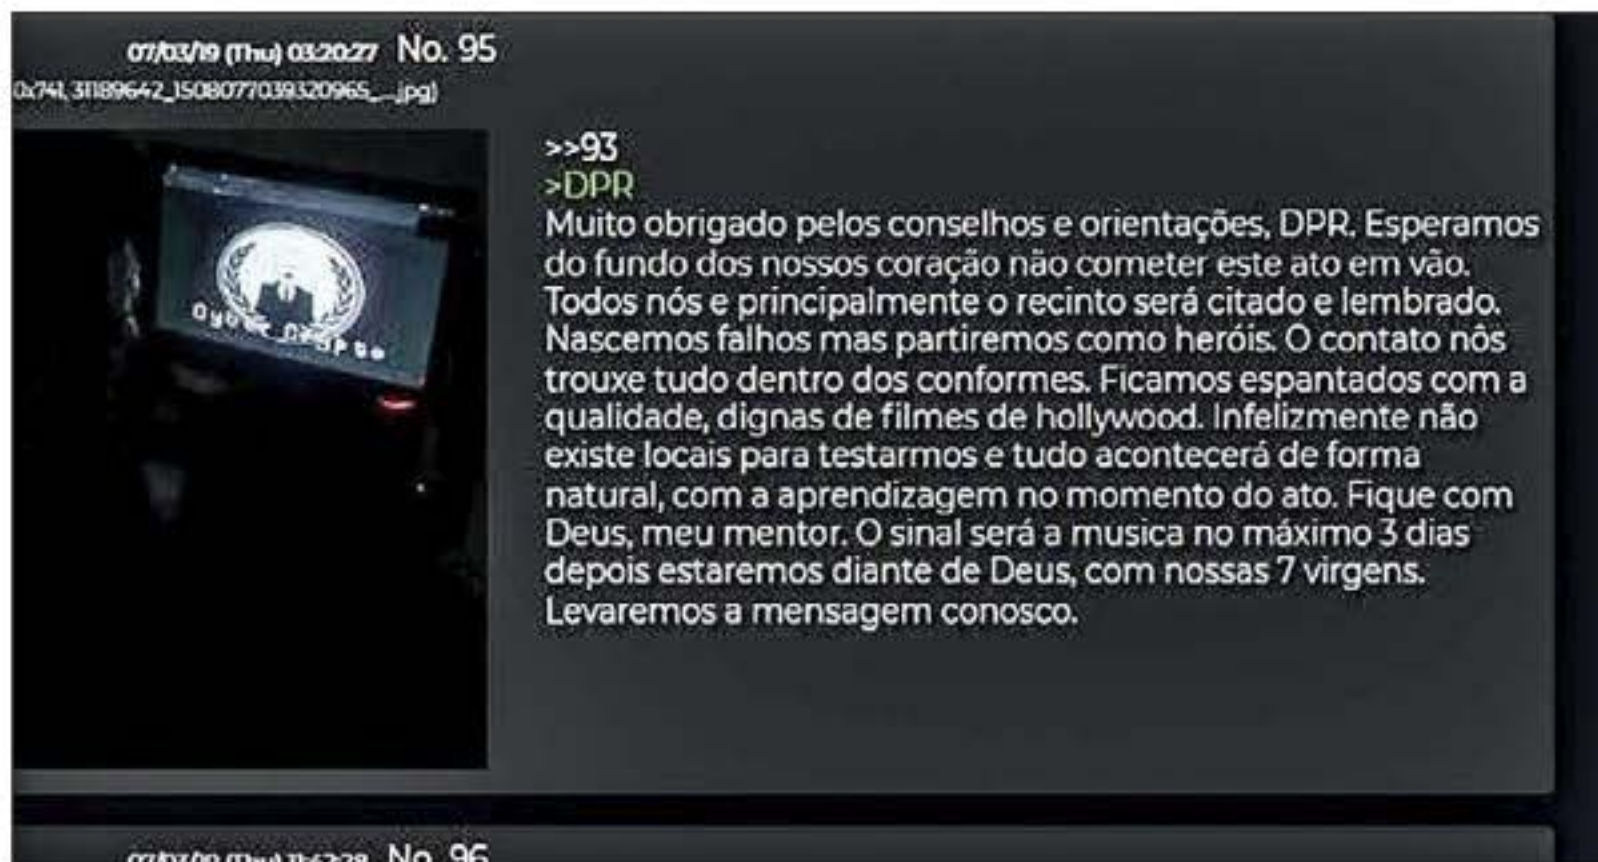 07/03/19 (Thu) 03:20:27 No. 95
0x741, 31189642_1508077039320965_....jpg)
>>93
>DPR
Muito obrigado pelos conselhos e orientações, DPR. Esperamos
do fundo dos nossos coração não cometer este ato em vão.
Todos nós e principalmente o recinto será citado e lembrado.
Nascemos falhos mas partiremos como heróis. O contato nôs
trouxe tudo dentro dos conformes. Ficamos espantados com a
qualidade, dignas de filmes de hollywood. Infelizmente não
existe locais para testarmos e tudo acontecerá de forma
natural, com a aprendizagem no momento do ato. Fique com
Deus, meu mentor. O sinal será a musica no máximo 3 dias
depois estaremos diante de Deus, com nossas 7 virgens.
Levaremos a mensagem conosco.
No. 96